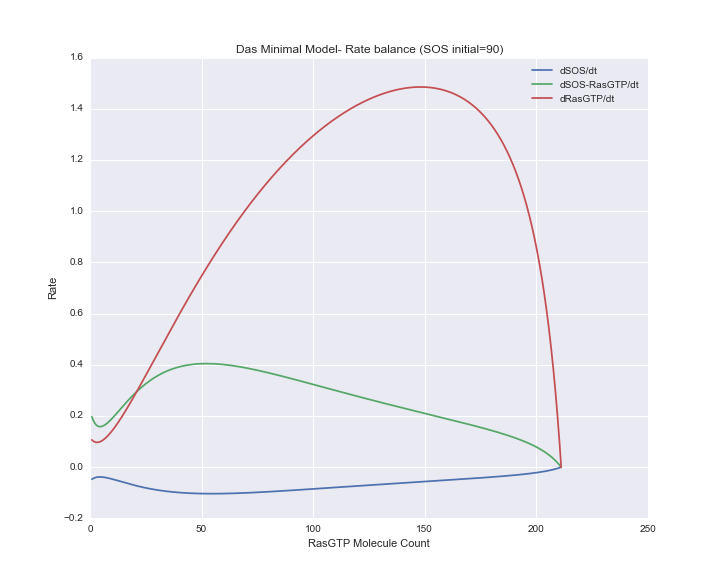 Das Minimal Model- Rate balance (SOS initial=90)
dSOS/dt
dSOS-RasGTP/dt
dRasGTP/dt
Rate
1.6
1.4
1.2
1.0
0.8
0.6
0.4
0.2
0.0
−0.2
0 50 100 150 200 250
RasGTP Molecule Count